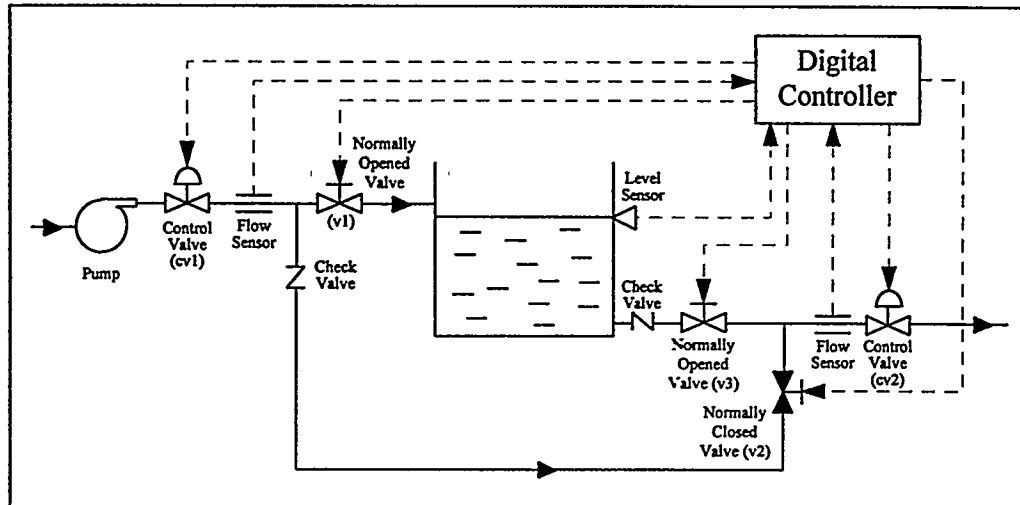 Digital
Controller
Normally
Opened
Valve
(v1)
Level
Sensor
Control
Valve
(cv1)
Flow
Sensor
Pump
Check
Valve
Check
Valve
Normally
Opened
Valve (v3)
Flow
Sensor
Control
Valve
(cv2)
Normally
Closed
Valve (v2)